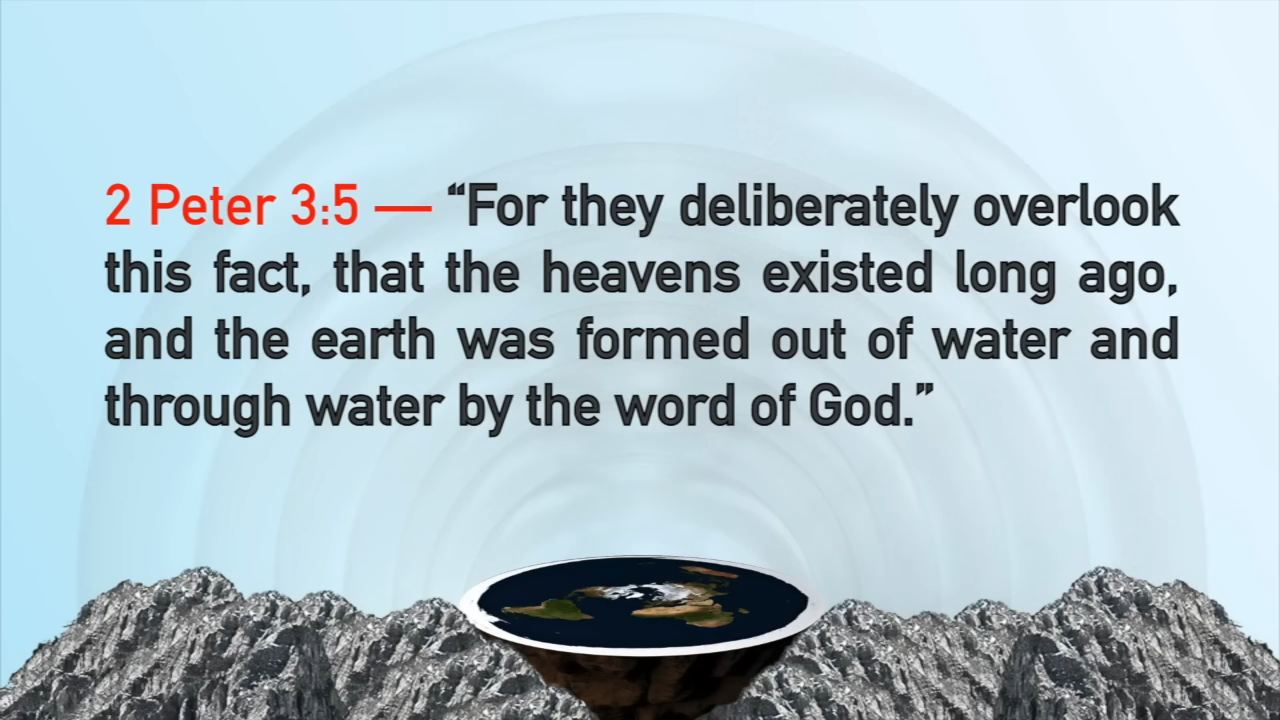 2 Peter 3:5 — “For they deliberately overlook
this fact, that the heavens existed long ago,
and the earth was formed out of water and
through water by the word of God.”